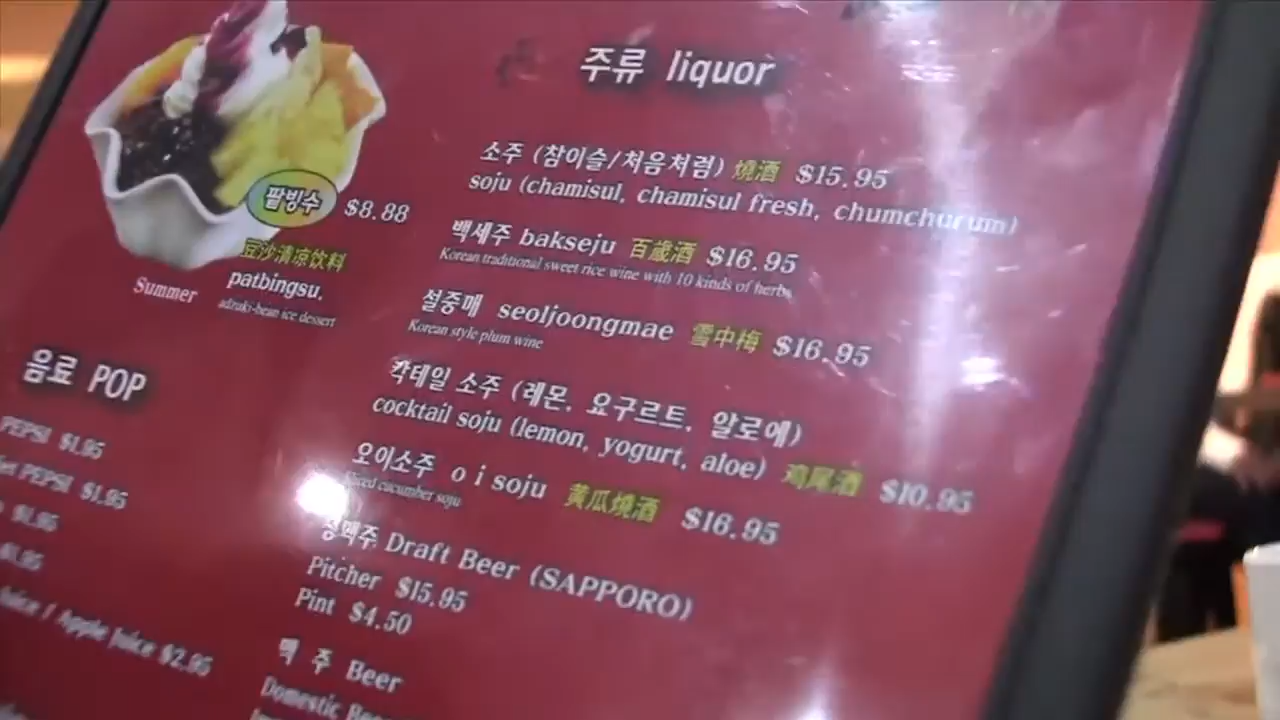 팥빙수 $8.88
豆沙清凉饮料
patbingsu.
adzuki-bean ice dessert
Summer
음료 POP
PEPSI $1.95
PEPSI $1.95
$1.95
$1.95
Juice / Apple Juice $2.95
주류 liquor
소주 (참이슬/처음처럼) 燒酒 $15.95
soju (chamisul, chamisul fresh, chumchurum)
백세주 bakseju 百歲酒 $16.95
Korean traditional sweet rice wine with 10 kinds of herbs
설중매 seoljoongmae 雪中梅 $16.95
Korean style plum wine
칵테일 소주 (레몬, 요구르트, 알로에)
cocktail soju (lemon, yogurt, aloe) 鸡尾酒 $10.95
오이소주 o i soju 黃瓜燒酒 $16.95
sliced cucumber soju
생맥주 Draft Beer (SAPPORO)
Pitcher $15.95
Pint $4.50
맥 주 Beer
Domestic